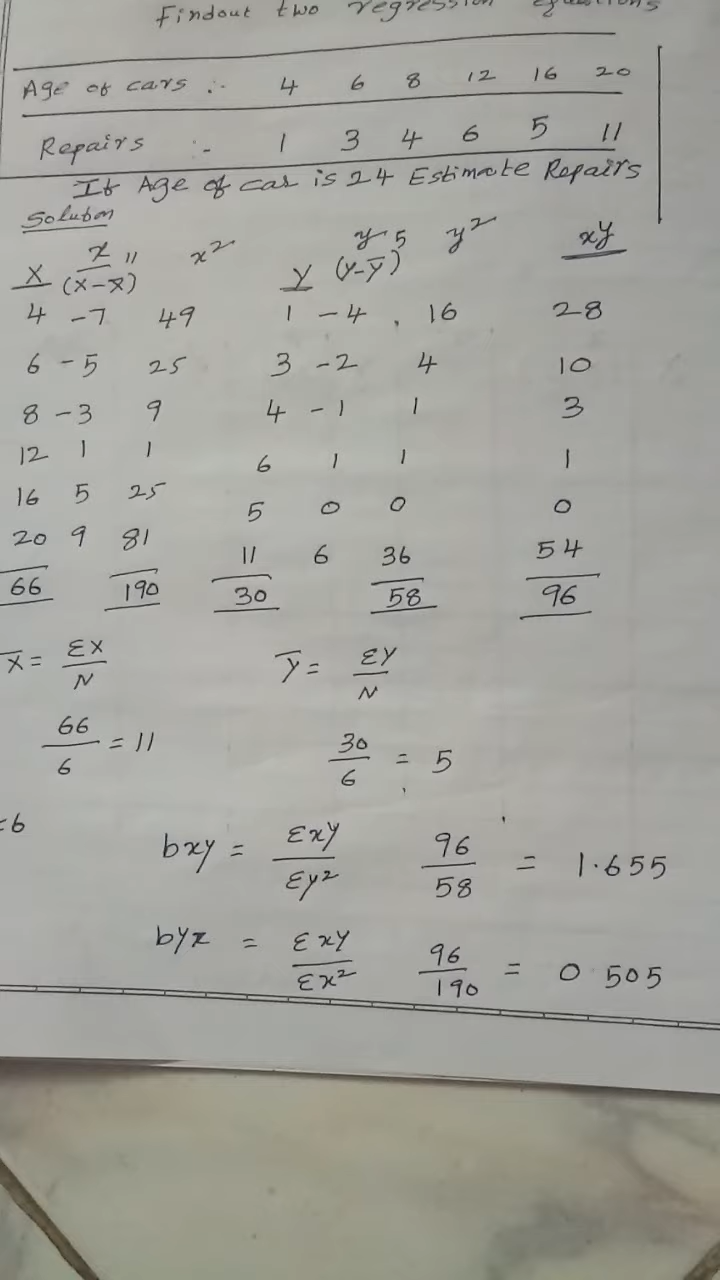 Findout two regression equations
Age of cars :- 4 6 8 12 16 20
Repairs :- 1 3 4 6 5 11
If Age of car is 24 Estimate Repairs
Solution
X x 11 (X-x̄) x² Y y 5 (Y-ȳ) y² xy
4 -7 49 1 -4 16 28
6 -5 25 3 -2 4 10
8 -3 9 4 -1 1 3
12 1 1 6 1 1 1
16 5 25 5 0 0 0
20 9 81 11 6 36 54
66 190 30 58 96
x̄ = ΣX/N ȳ = ΣY/N
66/6 = 11 30/6 = 5
=6
bxy = Σxy/Σy² 96/58 = 1.655
byx = Σxy/Σx² 96/190 = 0 505